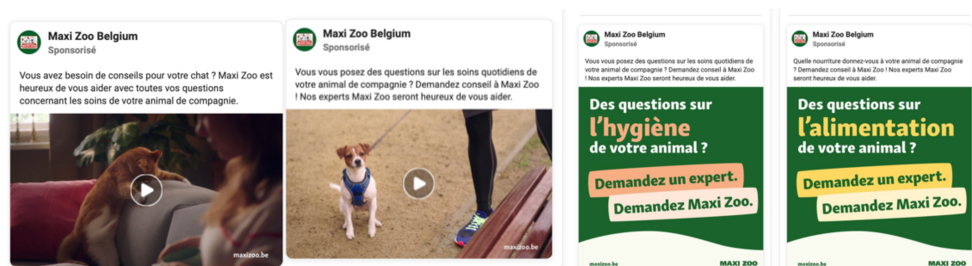 Maxi Zoo Belgium
Sponsorisé
Vous avez besoin de conseils pour votre chat ? Maxi Zoo est
heureux de vous aider avec toutes vos questions
concernant les soins de votre animal de compagnie.
maxizoo.be
Maxi Zoo Belgium
Sponsorisé
Vous vous posez des questions sur les soins quotidiens de
votre animal de compagnie ? Demandez conseil à Maxi Zoo
! Nos experts Maxi Zoo seront heureux de vous aider.
maxizoo.be
Maxi Zoo Belgium
Sponsorisé
Vous vous posez des questions sur les soins quotidiens de
votre animal de compagnie ? Demandez conseil à Maxi Zoo
! Nos experts Maxi Zoo seront heureux de vous aider.
Des questions sur
l'hygiène
de votre animal ?
Demandez un expert.
Demandez Maxi Zoo.
maxizoo.be
MAXI ZOO
Maxi Zoo Belgium
Sponsorisé
Quelle nourriture donnez-vous à votre animal de compagnie
? Demandez conseil à Maxi Zoo ! Nos experts Maxi Zoo
seront heureux de vous aider.
Des questions sur
l'alimentation
de votre animal ?
Demandez un expert.
Demandez Maxi Zoo.
maxizoo.be
MAXI ZOO